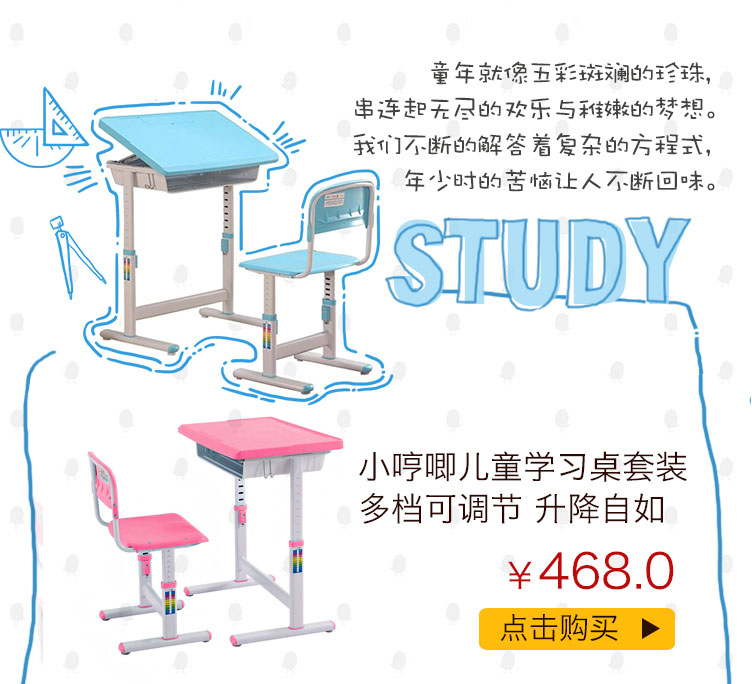 童年就像五彩斑斓的珍珠,
串连起无尽的欢乐与稚嫩的梦想。
我们不断的解答着复杂的方程式,
年少时的苦恼让人不断回味。
STUDY
小哼唧儿童学习桌套装
多档可调节 升降自如
￥468.0
点击购买